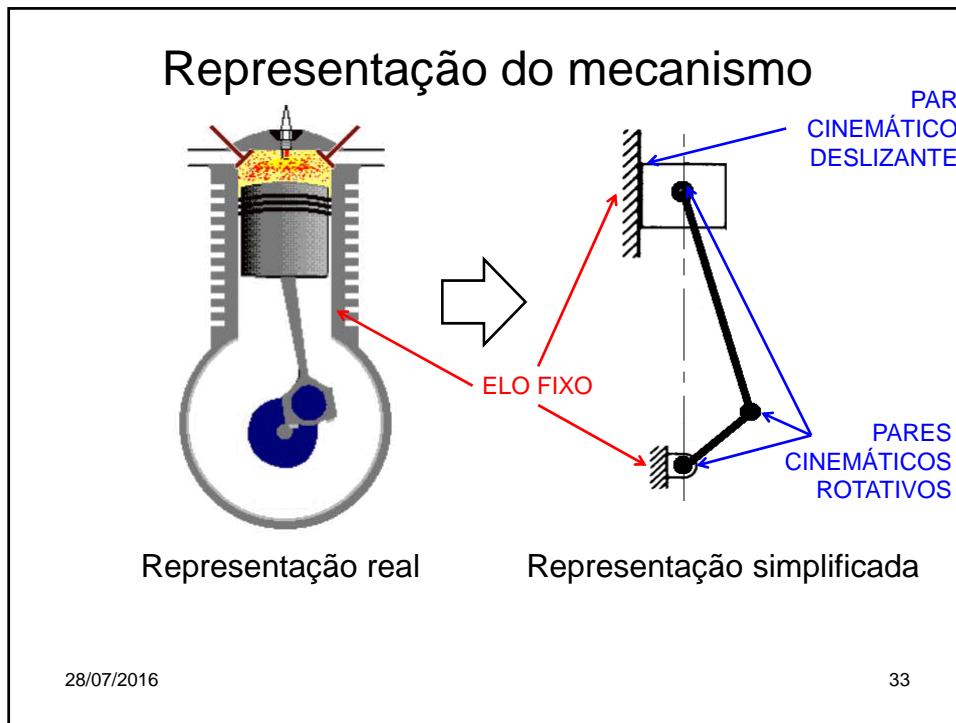 Representação do mecanismo
PAR
CINEMÁTICO
DESLIZANTE
ELO FIXO
PARES
CINEMÁTICOS
ROTATIVOS
Representação real
Representação simplificada
28/07/2016
33